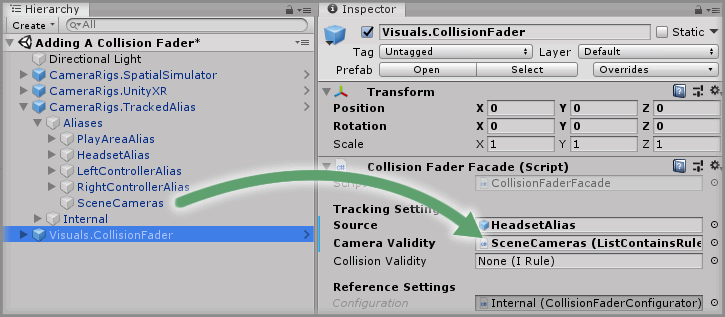 Hierarchy
Create
All
Adding A Collision Fader*
Directional Light
CameraRigs.SpatialSimulator
CameraRigs.UnityXR
CameraRigs.TrackedAlias
Aliases
PlayAreaAlias
HeadsetAlias
LeftControllerAlias
RightControllerAlias
SceneCameras
Internal
Visuals.CollisionFader
Inspector
Visuals.CollisionFader
Static
Tag Untagged Layer Default
Prefab Open Select Overrides
Transform
Position X 0 Y 0 Z 0
Rotation X 0 Y 0 Z 0
Scale X 1 Y 1 Z 1
Collision Fader Facade (Script)
Script CollisionFaderFacade
Tracking Setting
Source HeadsetAlias
Camera Validity SceneCameras (ListContainsRule
Collision Validity None (I Rule)
Reference Settings
Configuration Internal (CollisionFaderConfigurator)